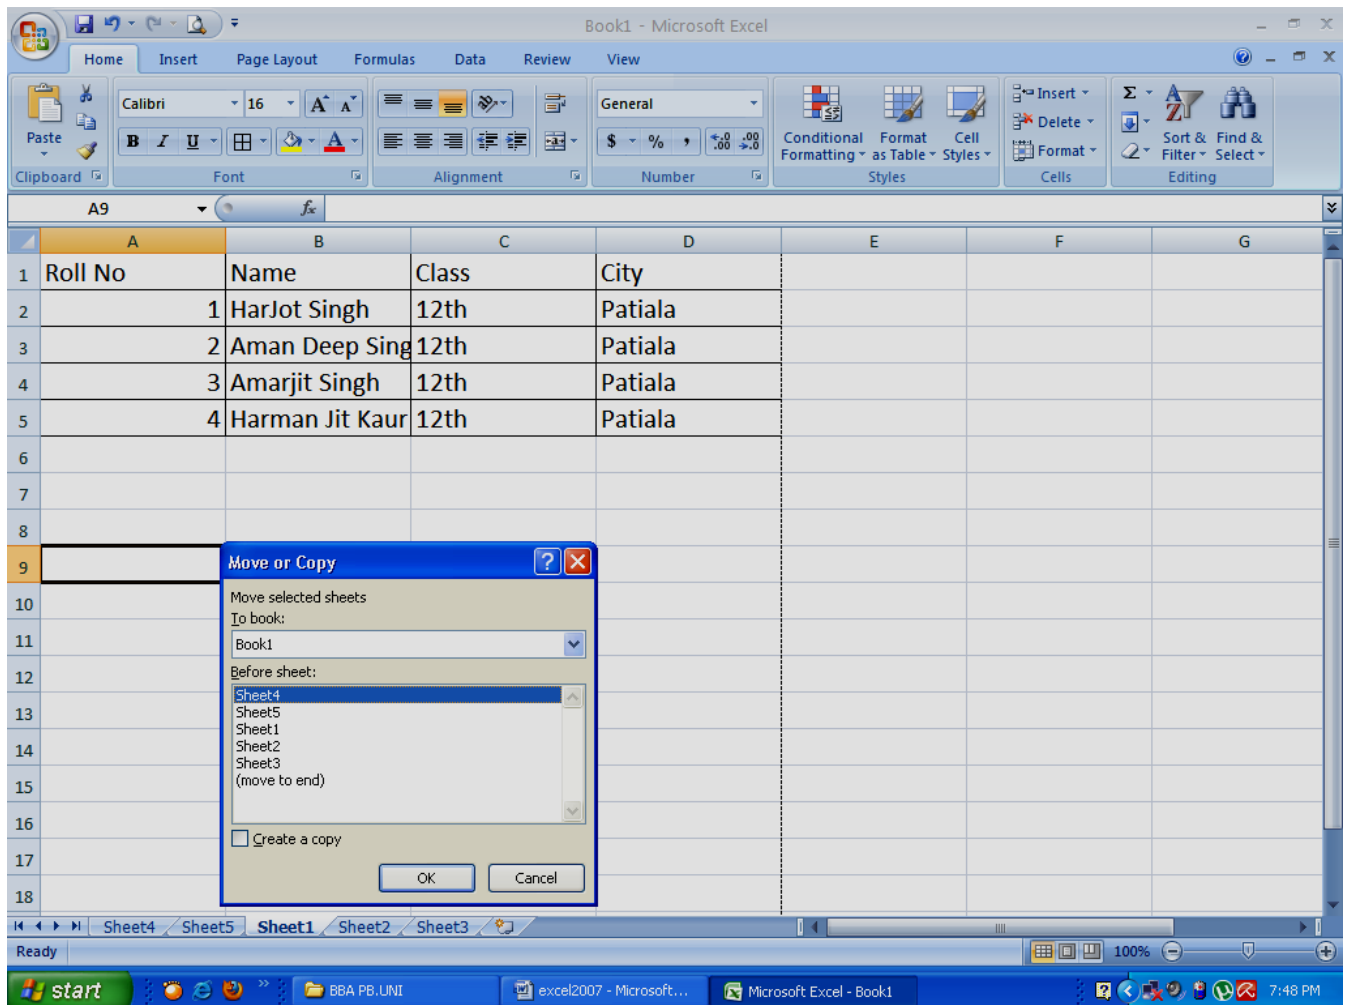 Book1 - Microsoft Excel
Home Insert Page Layout Formulas Data Review View
Calibri 16 A A General Insert Σ
Paste B I U A $ % , .0 .00 .00 .0 Conditional Formatting Format as Table Cell Styles Delete Format Sort & Filter Find & Select
Clipboard Font Alignment Number Styles Cells Editing
A9 fx
A B C D E F G
1 Roll No Name Class City
2 1 HarJot Singh 12th Patiala
3 2 Aman Deep Sing 12th Patiala
4 3 Amarjit Singh 12th Patiala
5 4 Harman Jit Kaur 12th Patiala
6
7
8
9
10
11
12
13
14
15
16
17
18
Move or Copy
Move selected sheets
To book:
Book1
Before sheet:
Sheet4
Sheet5
Sheet1
Sheet2
Sheet3
(move to end)
Create a copy
OK Cancel
Sheet4 Sheet5 Sheet1 Sheet2 Sheet3
Ready 100%
start BBA PB.UNI excel2007 - Microsoft... Microsoft Excel - Book1 7:48 PM